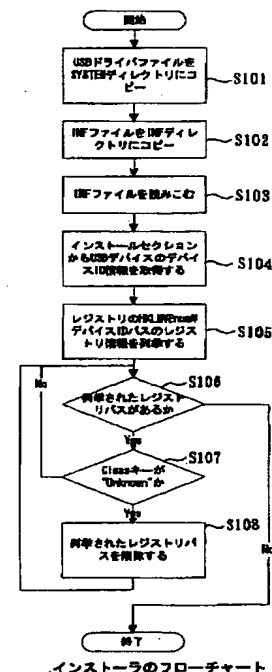 開始
USBドライバファイルを
SYSTEMディレクトリにコ
ピー
S101
INFファイルをINFディレ
クトリにコピー
S102
INFファイルを読みこむ
S103
インストールセクション
からUSBデバイスのデバイ
スID情報を取得する
S104
レジストリのHKLM¥Enum¥
デバイスIDパスのレジス
トリ情報を列挙する
S105
S106
No
列挙されたレジスト
リパスがあるか
Yes
S107
Classキーが
"Unknown"か
Yes
S108
列挙されたレジストリパ
スを削除する
No
終了
インストーラのフローチャート